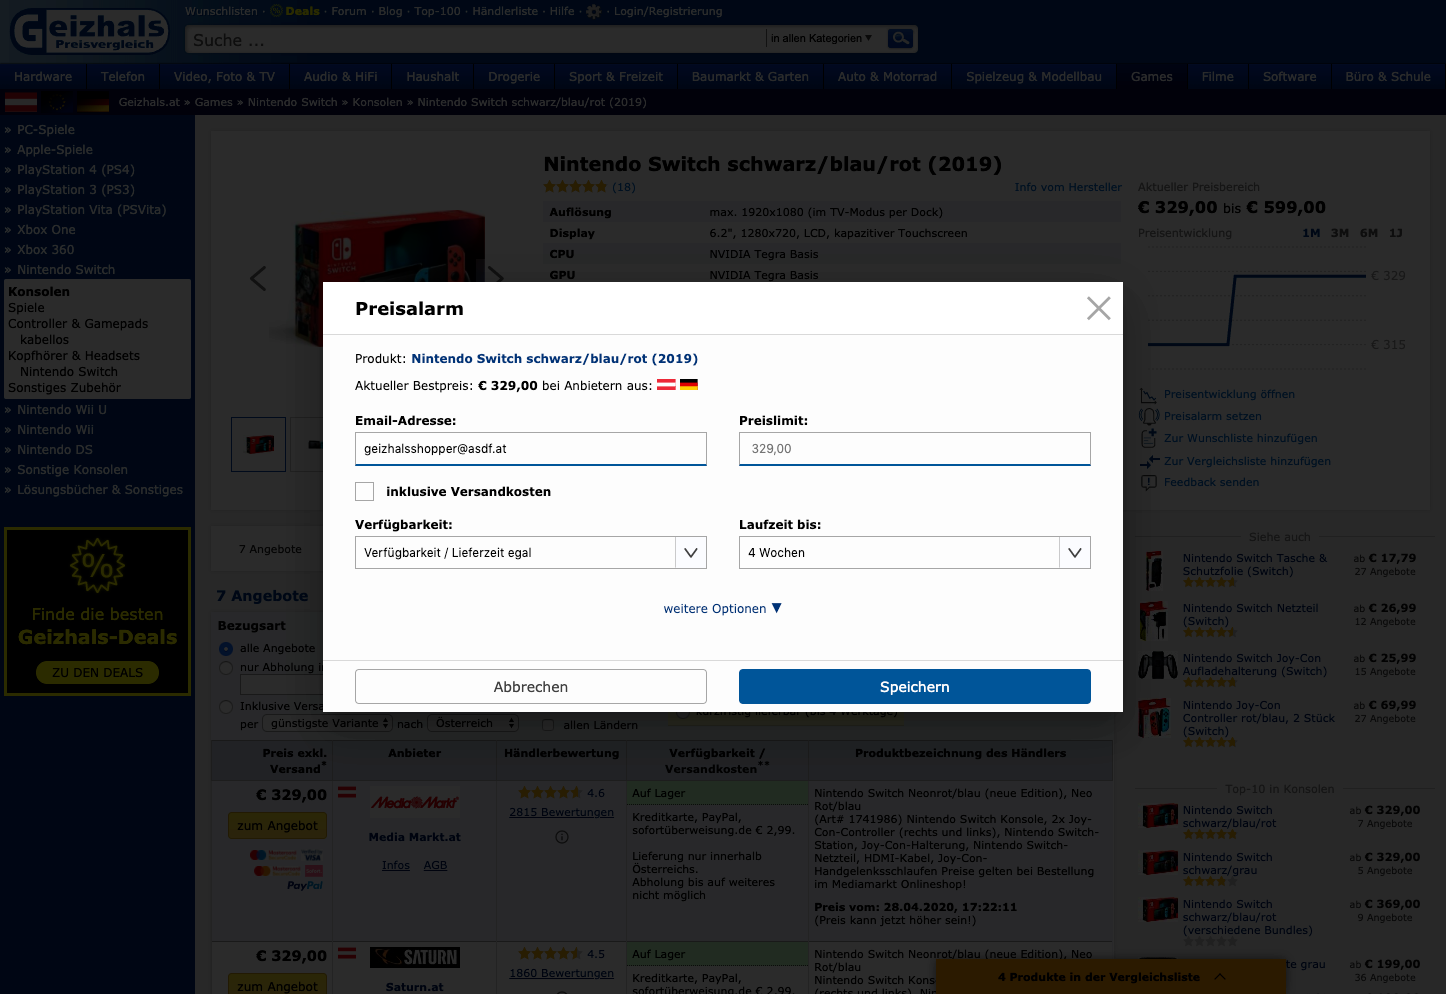 Wunschlisten · Deals · Forum · Blog · Top-100 · Händlerliste · Hilfe · Login/Registrierung
Geizhals
Preisvergleich
Suche ...
in allen Kategorien
Hardware Telefon Video, Foto & TV Audio & HiFi Haushalt Drogerie Sport & Freizeit Baumarkt & Garten Auto & Motorrad Spielzeug & Modellbau Games Filme Software Büro & Schule
Geizhals.at » Games » Nintendo Switch » Konsolen » Nintendo Switch schwarz/blau/rot (2019)
» PC-Spiele
» Apple-Spiele
» PlayStation 4 (PS4)
» PlayStation 3 (PS3)
» PlayStation Vita (PSVita)
» Xbox One
» Xbox 360
» Nintendo Switch
Konsolen
Spiele
Controller & Gamepads
kabellos
Kopfhörer & Headsets
Nintendo Switch
Sonstiges Zubehör
» Nintendo Wii U
» Nintendo Wii
» Nintendo DS
» Sonstige Konsolen
» Lösungsbücher & Sonstiges
%
Finde die besten
Geizhals-Deals
ZU DEN DEALS
Nintendo Switch schwarz/blau/rot (2019)
(18)
Info vom Hersteller
Auflösung max. 1920x1080 (im TV-Modus per Dock)
Display 6.2", 1280x720, LCD, kapazitiver Touchscreen
CPU NVIDIA Tegra Basis
GPU NVIDIA Tegra Basis
SWITCH
Aktueller Preisbereich
€ 329,00 bis € 599,00
Preisentwicklung 1M 3M 6M 1J
€ 329
€ 315
Preisentwicklung öffnen
Preisalarm setzen
Zur Wunschliste hinzufügen
Zur Vergleichsliste hinzufügen
Feedback senden
Preisalarm
Produkt: Nintendo Switch schwarz/blau/rot (2019)
Aktueller Bestpreis: € 329,00 bei Anbietern aus:
Email-Adresse:
geizhalsshopper@asdf.at
Preislimit:
329,00
inklusive Versandkosten
Verfügbarkeit:
Verfügbarkeit / Lieferzeit egal
Laufzeit bis:
4 Wochen
weitere Optionen ▼
Abbrechen
Speichern
7 Angebote
7 Angebote
Bezugsart
alle Angebote
nur Abholung
Inklusive
per günstigste Variante nach Österreich
allen Ländern
kurzfristig lieferbar (bis 4 Werktage)
Preis exkl.
Versand*
Anbieter
Händlerbewertung
Verfügbarkeit /
Versandkosten**
Produktbezeichnung des Händlers
€ 329,00
zum Angebot
VISA
PayPal
Media Markt
Media Markt.at
Infos AGB
4.6
2815 Bewertungen
Auf Lager
Kreditkarte, PayPal,
sofortüberweisung.de € 2,99.
Lieferung nur innerhalb
Österreichs.
Abholung bis auf weiteres
nicht möglich
Nintendo Switch Neonrot/blau (neue Edition), Neo
Rot/blau
(Art# 1741986) Nintendo Switch Konsole, 2x Joy-
Con-Controller (rechts und links), Nintendo Switch-
Station, Joy-Con-Halterung, Nintendo Switch-
Netzteil, HDMI-Kabel, Joy-Con-
Handgelenksschlaufen Preise gelten bei Bestellung
im Mediamarkt Onlineshop!
Preis vom: 28.04.2020, 17:22:11
(Preis kann jetzt höher sein!)
€ 329,00
zum Angebot
SATURN
Saturn.at
4.5
1860 Bewertungen
Auf Lager
Kreditkarte, PayPal,
sofortüberweisung.de € 2,99.
Nintendo Switch Neonrot/blau (neue Edition), Neo
Rot/blau
Siehe auch
Nintendo Switch Tasche &
Schutzfolie (Switch)
ab € 17,79
27 Angebote
Nintendo Switch Netzteil
(Switch)
ab € 26,99
12 Angebote
Nintendo Switch Joy-Con
Aufladehalterung (Switch)
ab € 25,99
15 Angebote
Nintendo Joy-Con
Controller rot/blau, 2 Stück
(Switch)
ab € 69,99
27 Angebote
Top-10 in Konsolen
Nintendo Switch
schwarz/blau/rot
ab € 329,00
7 Angebote
Nintendo Switch
schwarz/grau
ab € 329,00
5 Angebote
Nintendo Switch
schwarz/blau/rot
(verschiedene Bundles)
ab € 369,00
9 Angebote
grau
ab € 199,00
36 Angebote
4 Produkte in der Vergleichsliste